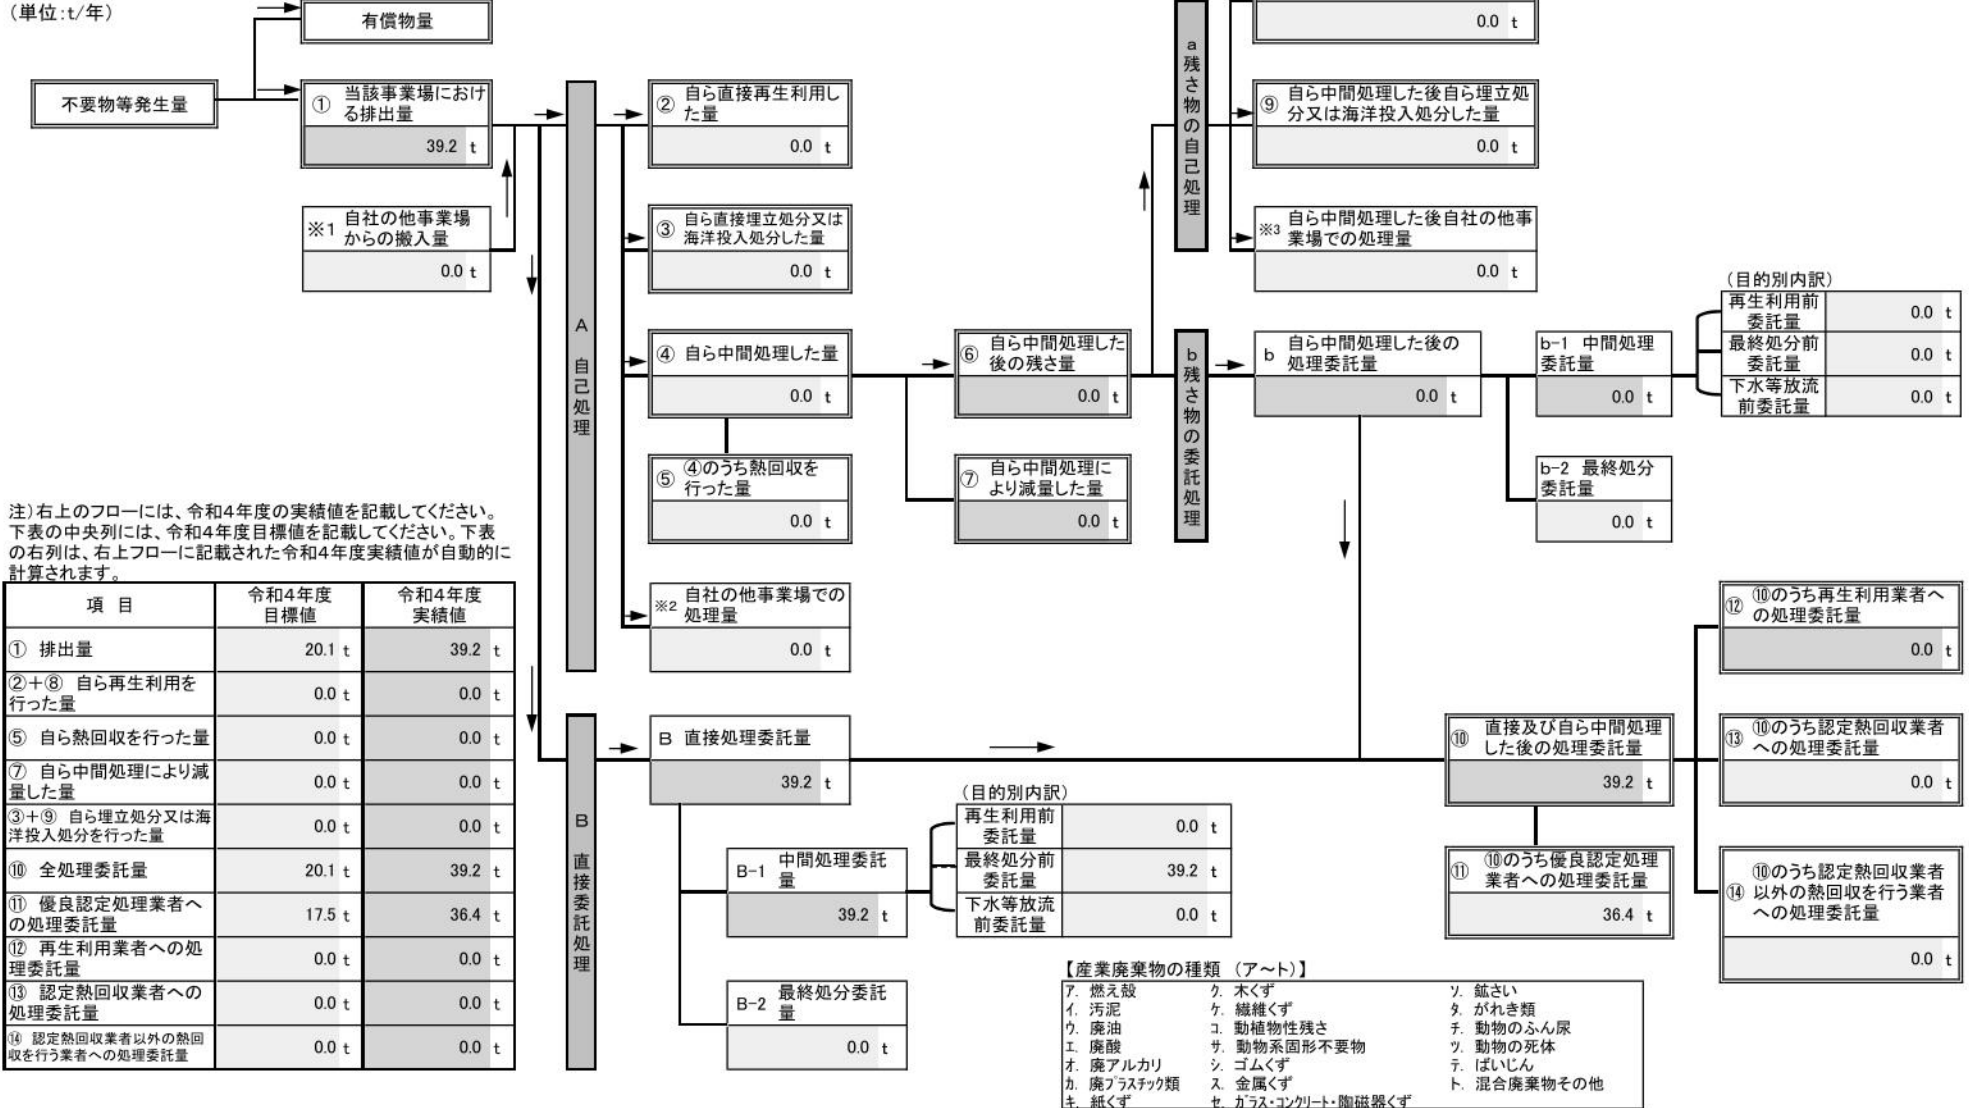 (単位:t/年)
有償物量
不要物等発生量
① 当該事業場におけ
る排出量
39.2 t
※1 自社の他事業場
からの搬入量
0.0 t
A 自己処理
② 自ら直接再生利用し
た量
0.0 t
③ 自ら直接埋立処分又は
海洋投入処分した量
0.0 t
④ 自ら中間処理した量
0.0 t
⑤ ④のうち熱回収を
行った量
0.0 t
※2 自社の他事業場での
処理量
0.0 t
⑥ 自ら中間処理した
後の残さ量
0.0 t
⑦ 自ら中間処理に
より減量した量
0.0 t
a 残さ物の自己処理
0.0 t
⑨ 自ら中間処理した後自ら埋立処
分又は海洋投入処分した量
0.0 t
※3 自ら中間処理した後自社の他事
業場での処理量
0.0 t
b 残さ物の委託処理
b 自ら中間処理した後の
処理委託量
0.0 t
b-1 中間処理
委託量
0.0 t
b-2 最終処分
委託量
0.0 t
(目的別内訳)
再生利用前
委託量
0.0 t
最終処分前
委託量
0.0 t
下水等放流
前委託量
0.0 t
注)右上のフローには、令和4年度の実績値を記載してください。
下表の中央列には、令和4年度目標値を記載してください。下表
の右列は、右上フローに記載された令和4年度実績値が自動的に
計算されます。
項 目 令和4年度 目標値 令和4年度 実績値
① 排出量 20.1 t 39.2 t
②+⑧ 自ら再生利用を
行った量 0.0 t 0.0 t
⑤ 自ら熱回収を行った量 0.0 t 0.0 t
⑦ 自ら中間処理により減
量した量 0.0 t 0.0 t
③+⑨ 自ら埋立処分又は海
洋投入処分を行った量 0.0 t 0.0 t
⑩ 全処理委託量 20.1 t 39.2 t
⑪ 優良認定処理業者へ
の処理委託量 17.5 t 36.4 t
⑫ 再生利用業者への処
理委託量 0.0 t 0.0 t
⑬ 認定熱回収業者への
処理委託量 0.0 t 0.0 t
⑭ 認定熱回収業者以外の熱回
収を行う業者への処理委託量 0.0 t 0.0 t
B 直接委託処理
B 直接処理委託量
39.2 t
B-1 中間処理委託
量
39.2 t
B-2 最終処分委託
量
0.0 t
(目的別内訳)
再生利用前
委託量
0.0 t
最終処分前
委託量
39.2 t
下水等放流
前委託量
0.0 t
⑩ 直接及び自ら中間処理
した後の処理委託量
39.2 t
⑪ ⑩のうち優良認定処理
業者への処理委託量
36.4 t
⑫ ⑩のうち再生利用業者へ
の処理委託量
0.0 t
⑬ ⑩のうち認定熱回収業者
への処理委託量
0.0 t
⑭ ⑩のうち認定熱回収業者
以外の熱回収を行う業者
への処理委託量
0.0 t
【産業廃棄物の種類 (ア~ト)】
ア. 燃え殻 ク. 木くず ソ. 鉱さい
イ. 汚泥 ケ. 繊維くず タ. がれき類
ウ. 廃油 コ. 動植物性残さ チ. 動物のふん尿
エ. 廃酸 サ. 動物系固形不要物 ツ. 動物の死体
オ. 廃アルカリ シ. ゴムくず テ. ばいじん
カ. 廃プラスチック類 ス. 金属くず ト. 混合廃棄物その他
キ. 紙くず セ. ガラス・コンクリート・陶磁器くず